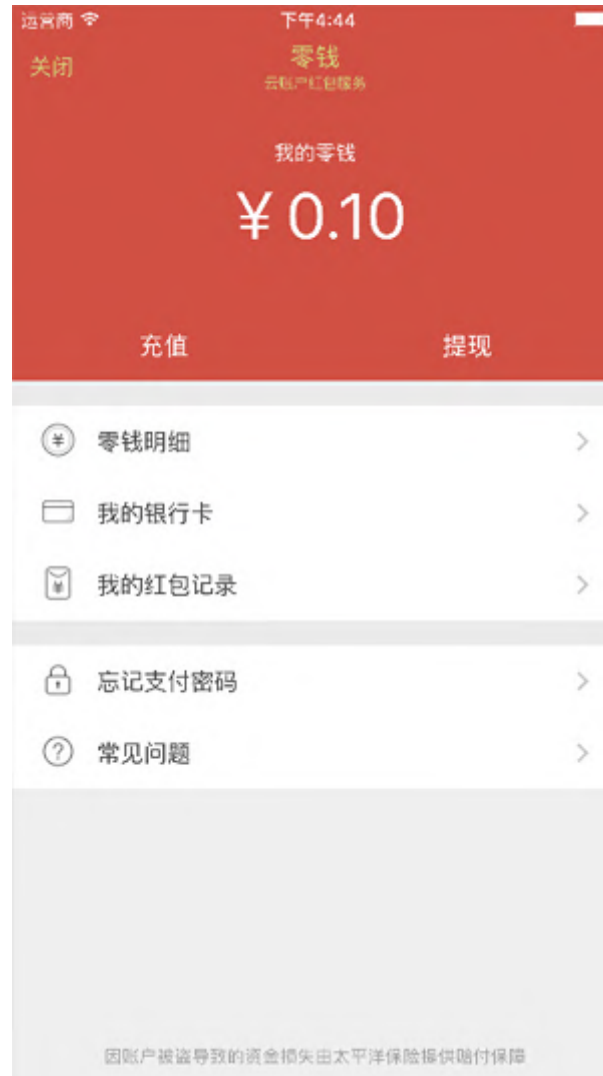 运营商 下午4:44
关闭 零钱
云账户红包服务
我的零钱
¥ 0.10
充值 提现
零钱明细
我的银行卡
我的红包记录
忘记支付密码
常见问题
因账户被盗导致的资金损失由太平洋保险提供赔付保障